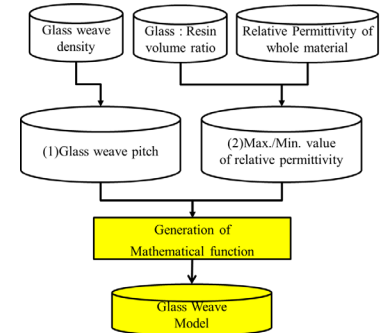 Glass weave
density
Glass : Resin
volume ratio
Relative Permittivity of
whole material
(1)Glass weave pitch
(2)Max./Min. value
of relative permittivity
Generation of
Mathematical function
Glass Weave
Model